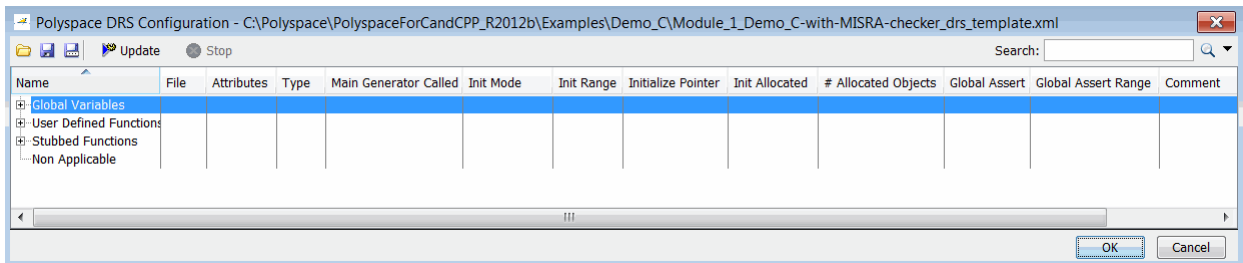 Polyspace DRS Configuration - C:\Polyspace\PolyspaceForCandCPP_R2012b\Examples\Demo_C\Module_1_Demo_C-with-MISRA-checker_drs_template.xml
Update Stop Search:
Name File Attributes Type Main Generator Called Init Mode Init Range Initialize Pointer Init Allocated # Allocated Objects Global Assert Global Assert Range Comment
Global Variables
User Defined Functions
Stubbed Functions
Non Applicable
OK Cancel